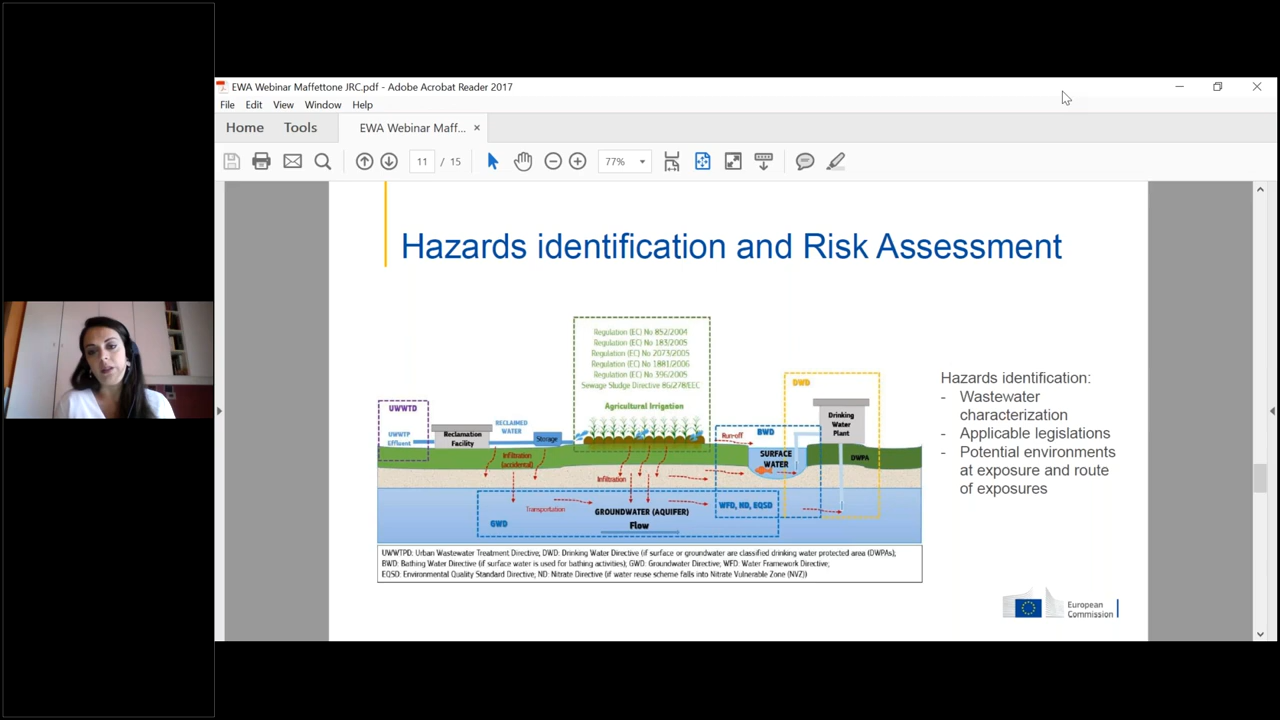 EWA Webinar Maffettone JRC.pdf - Adobe Acrobat Reader 2017
File Edit View Window Help
Home Tools EWA Webinar Maff... ×
11 / 15 77%
Hazards identification and Risk Assessment
Regulation (EC) No 852/2004
Regulation (EC) No 183/2005
Regulation (EC) No 2073/2005
Regulation (EC) No 1881/2006
Regulation (EC) No 396/2005
Sewage Sludge Directive 86/278/EEC
Agricultural Irrigation
UWWTD
UWWTP
Effluent
Reclamation
Facility
RECLAIMED
WATER
Storage
Infiltration
(accidental)
Infiltration
Run-off
BWD
SURFACE
WATER
DWD
Drinking
Water
Plant
DWPA
Transportation
GROUNDWATER (AQUIFER)
Flow
GWD
WFD, ND, EQSD
UWWTPD: Urban Wastewater Treatment Directive; DWD: Drinking Water Directive (if surface or groundwater are classified drinking water protected area (DWPAs);
BWD: Bathing Water Directive (if surface water is used for bathing activities); GWD: Groundwater Directive; WFD: Water Framework Directive;
EQSD: Environmental Quality Standard Directive; ND: Nitrate Directive (if water reuse scheme falls into Nitrate Vulnerable Zone (NVZ))
Hazards identification:
- Wastewater
characterization
- Applicable legislations
- Potential environments
at exposure and route
of exposures
European
Commission